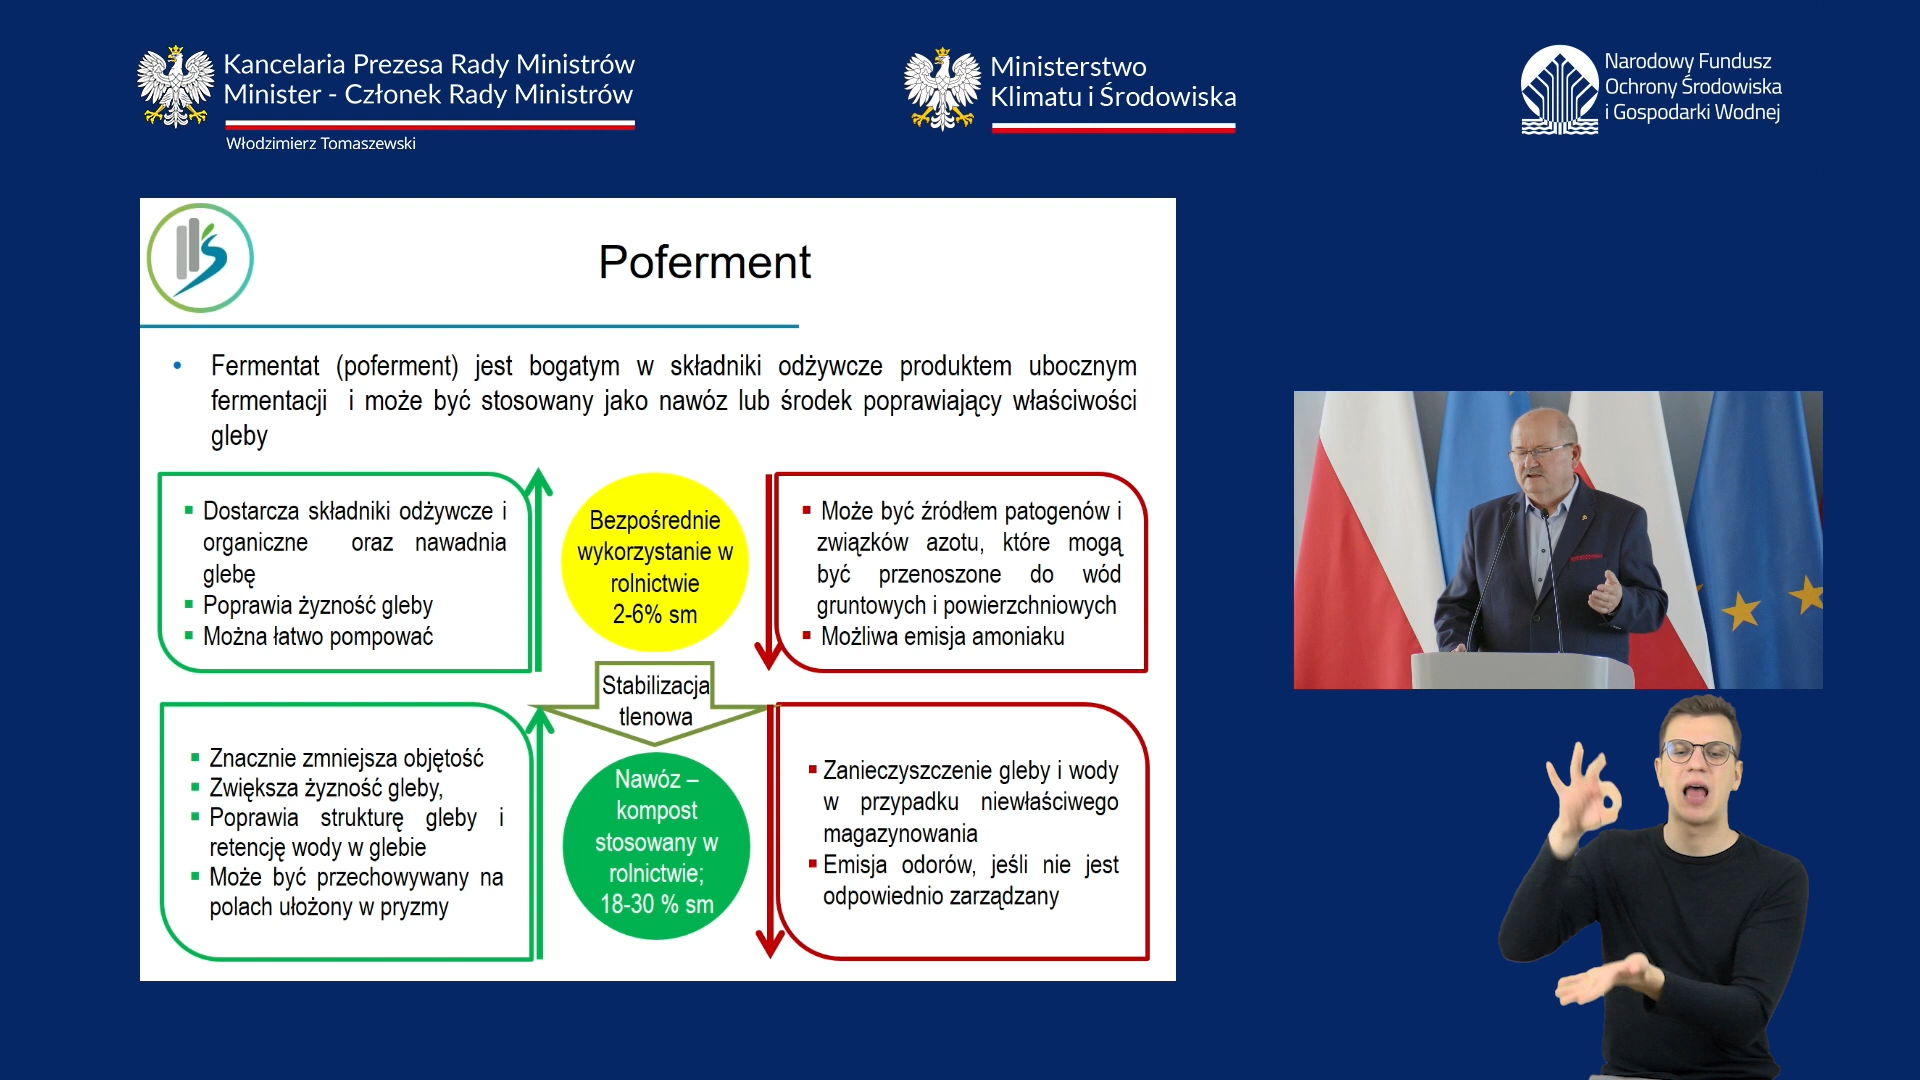 Kancelaria Prezesa Rady Ministrów
Minister - Członek Rady Ministrów
Włodzimierz Tomaszewski
Ministerstwo
Klimatu i Środowiska
Narodowy Fundusz
Ochrony Środowiska
i Gospodarki Wodnej
Poferment
• Fermentat (poferment) jest bogatym w składniki odżywcze produktem ubocznym
fermentacji i może być stosowany jako nawóz lub środek poprawiający właściwości
gleby
▪ Dostarcza składniki odżywcze i
organiczne oraz nawadnia
glebę
▪ Poprawia żyzność gleby
▪ Można łatwo pompować
Bezpośrednie
wykorzystanie w
rolnictwie
2-6% sm
▪ Może być źródłem patogenów i
związków azotu, które mogą
być przenoszone do wód
gruntowych i powierzchniowych
▪ Możliwa emisja amoniaku
Stabilizacja
tlenowa
▪ Znacznie zmniejsza objętość
▪ Zwiększa żyzność gleby,
▪ Poprawia strukturę gleby i
retencję wody w glebie
▪ Może być przechowywany na
polach ułożony w pryzmy
Nawóz –
kompost
stosowany w
rolnictwie;
18-30 % sm
▪ Zanieczyszczenie gleby i wody
w przypadku niewłaściwego
magazynowania
▪ Emisja odorów, jeśli nie jest
odpowiednio zarządzany